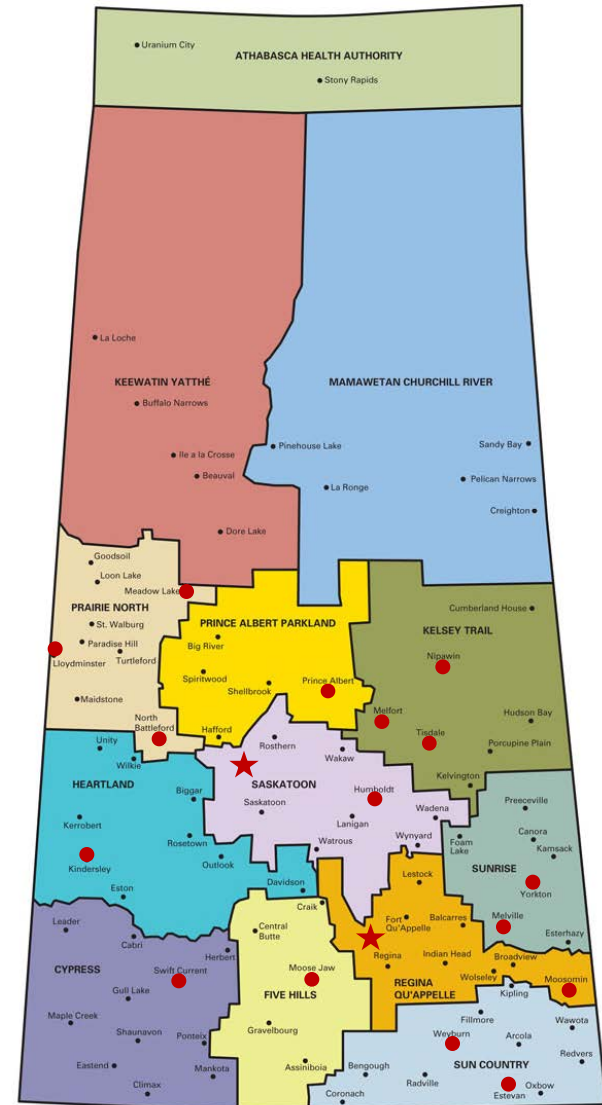 Uranium City
ATHABASCA HEALTH AUTHORITY
Stony Rapids
La Loche
KEEWATIN YATTHÉ
MAMAWETAN CHURCHILL RIVER
Buffalo Narrows
Pinehouse Lake
Sandy Bay
Ile a la Crosse
Beauval
La Ronge
Pelican Narrows
Creighton
Dore Lake
Goodsoil
Loon Lake
Meadow Lake
PRAIRIE NORTH
St. Walburg
Paradise Hill
Turtleford
Lloydminster
Maidstone
North
Battleford
PRINCE ALBERT PARKLAND
Big River
Spiritwood
Shellbrook
Prince Albert
Hafford
Cumberland House
KELSEY TRAIL
Nipawin
Melfort
Tisdale
Hudson Bay
Porcupine Plain
Kelvington
Unity
Wilkie
HEARTLAND
Biggar
Kerrobert
Rosetown
Kindersley
Outlook
Eston
Davidson
Rosthern
Wakaw
SASKATOON
Saskatoon
Humboldt
Lanigan
Wadena
Watrous
Wynyard
Preeceville
Foam
Lake
Canora
Kamsack
SUNRISE
Yorkton
Melville
Esterhazy
Leader
Cabri
Herbert
CYPRESS
Swift Current
Gull Lake
Maple Creek
Shaunavon
Ponteix
Eastend
Mankota
Climax
Craik
Central
Butte
Moose Jaw
FIVE HILLS
Gravelbourg
Assiniboia
Lestock
Fort
Qu'Appelle
Balcarres
Regina
Indian Head
Broadview
Wolseley
REGINA
QU'APPELLE
Moosomin
Kipling
Fillmore
Wawota
Weyburn
Arcola
Redvers
SUN COUNTRY
Bengough
Radville
Estevan
Oxbow
Coronach